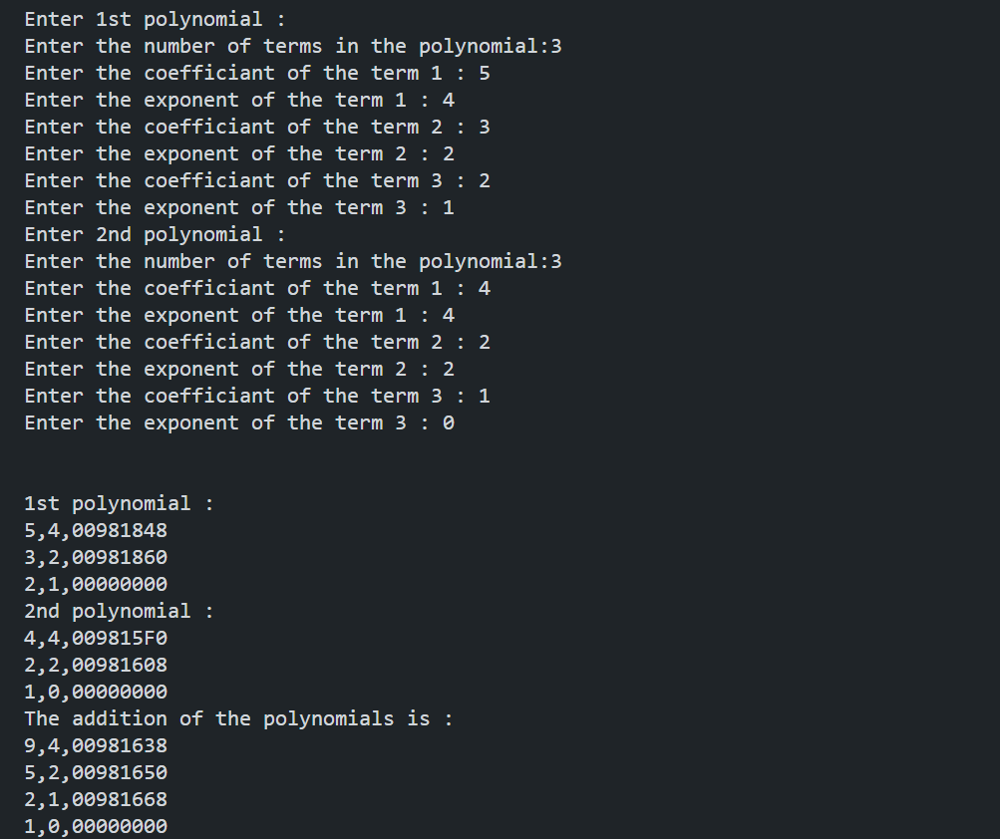 Enter 1st polynomial :
Enter the number of terms in the polynomial:3
Enter the coefficiant of the term 1 : 5
Enter the exponent of the term 1 : 4
Enter the coefficiant of the term 2 : 3
Enter the exponent of the term 2 : 2
Enter the coefficiant of the term 3 : 2
Enter the exponent of the term 3 : 1
Enter 2nd polynomial :
Enter the number of terms in the polynomial:3
Enter the coefficiant of the term 1 : 4
Enter the exponent of the term 1 : 4
Enter the coefficiant of the term 2 : 2
Enter the exponent of the term 2 : 2
Enter the coefficiant of the term 3 : 1
Enter the exponent of the term 3 : 0
1st polynomial :
5,4,00981848
3,2,00981860
2,1,00000000
2nd polynomial :
4,4,009815F0
2,2,00981608
1,0,00000000
The addition of the polynomials is :
9,4,00981638
5,2,00981650
2,1,00981668
1,0,00000000